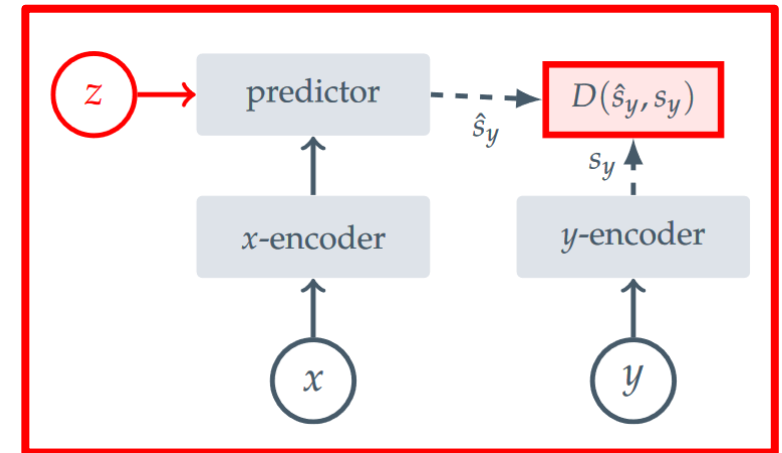 z
predictor
D(ŝ_y, s_y)
ŝ_y
s_y
x-encoder
y-encoder
x
y